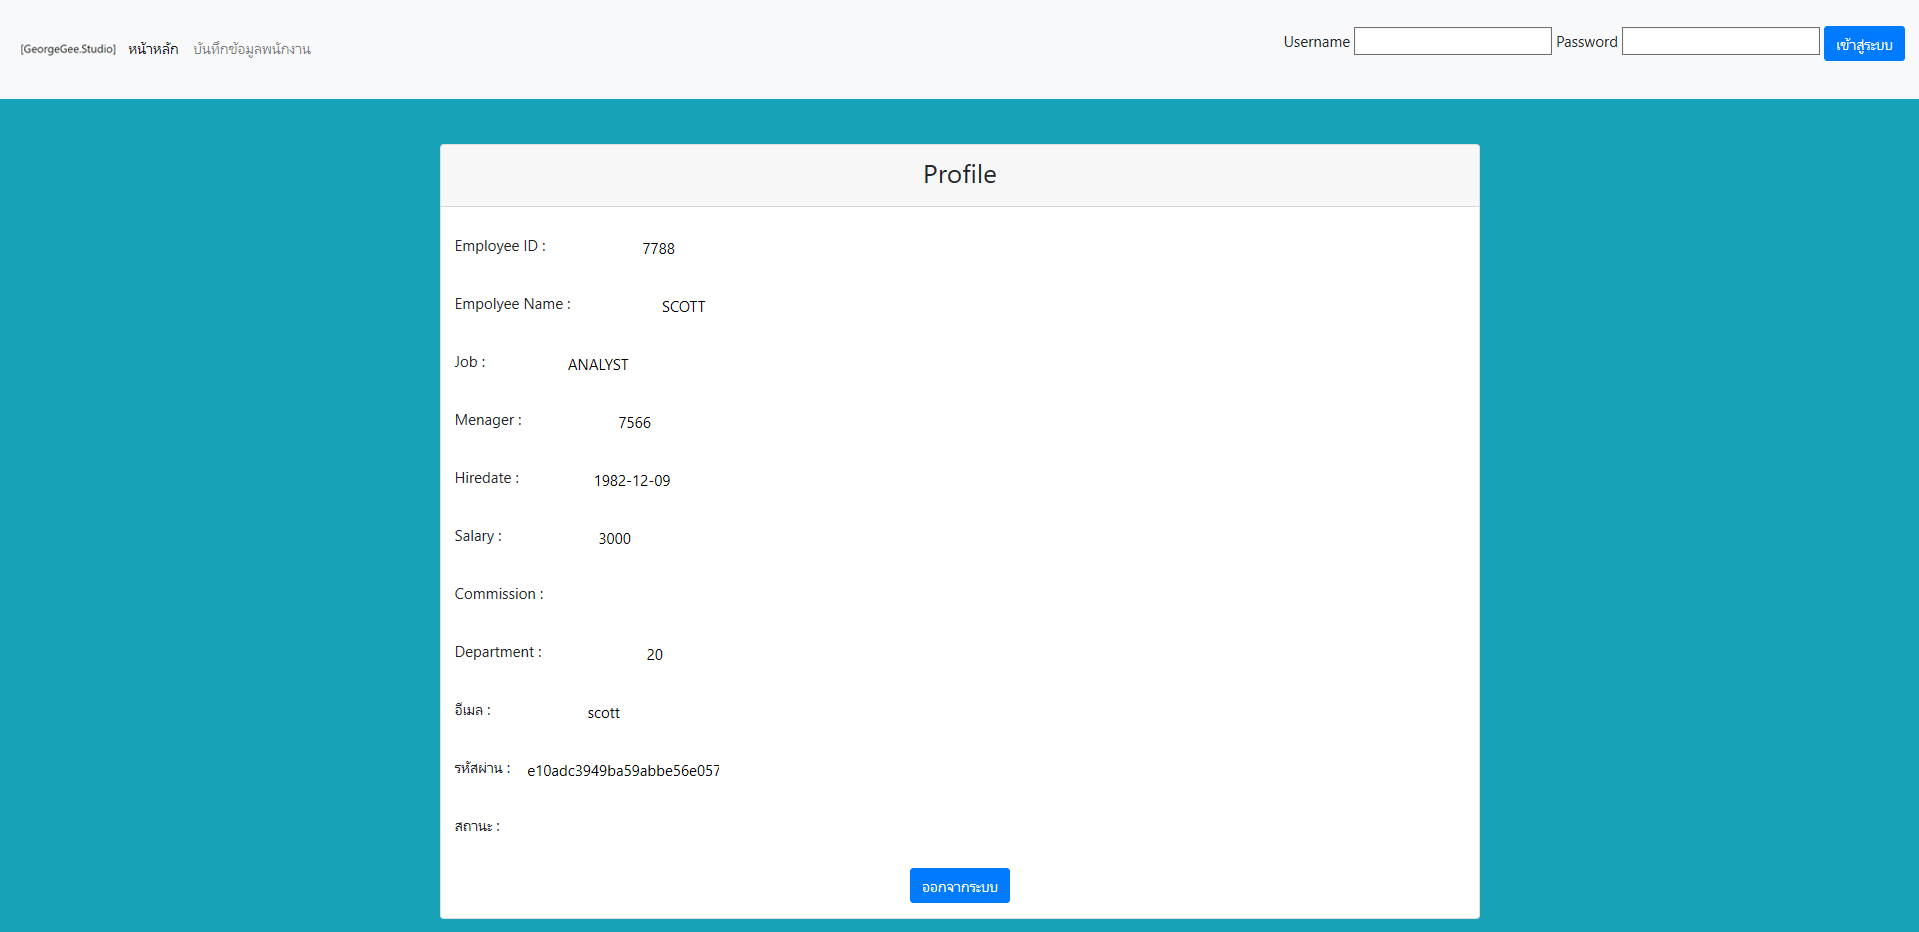 [GeorgeGee.Studio] หน้าหลัก บันทึกข้อมูลพนักงาน Username Password เข้าสู่ระบบ
Profile
Employee ID : 7788
Empolyee Name : SCOTT
Job : ANALYST
Menager : 7566
Hiredate : 1982-12-09
Salary : 3000
Commission :
Department : 20
อีเมล : scott
รหัสผ่าน : e10adc3949ba59abbe56e057
สถานะ :
ออกจากระบบ